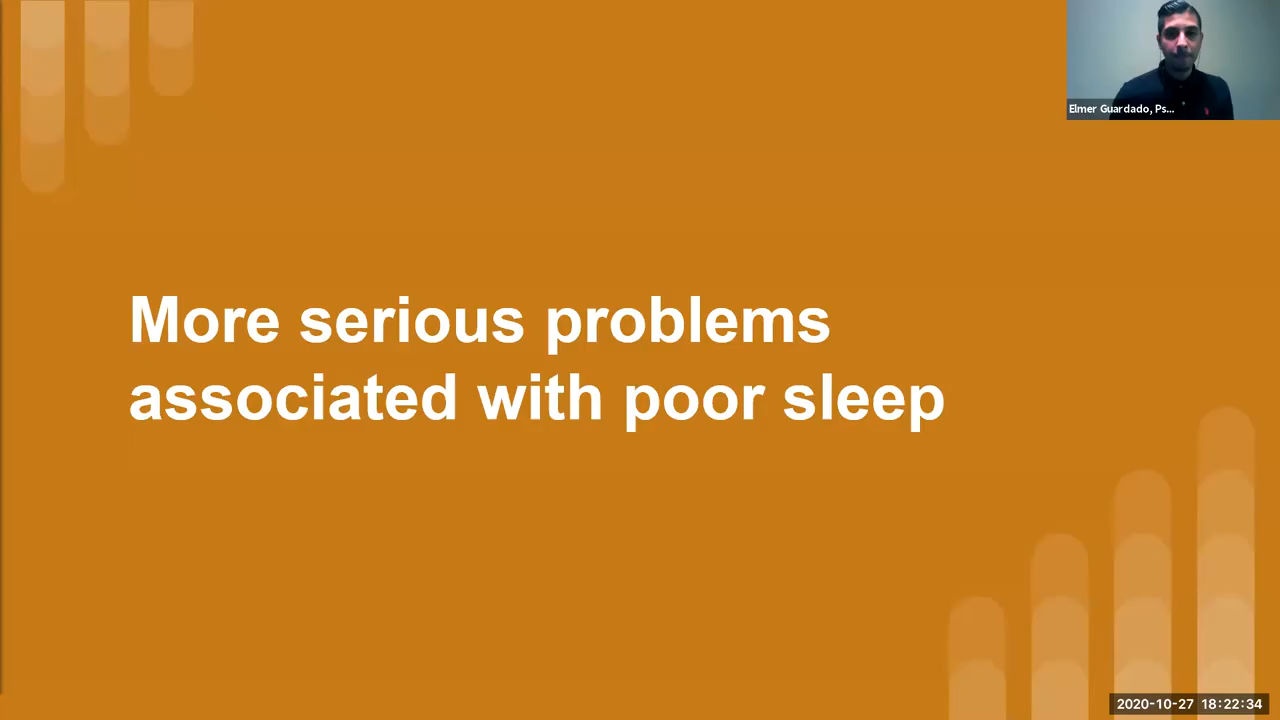 Elmer Guardado, Ps...
More serious problems
associated with poor sleep
2020-10-27 18:22:34